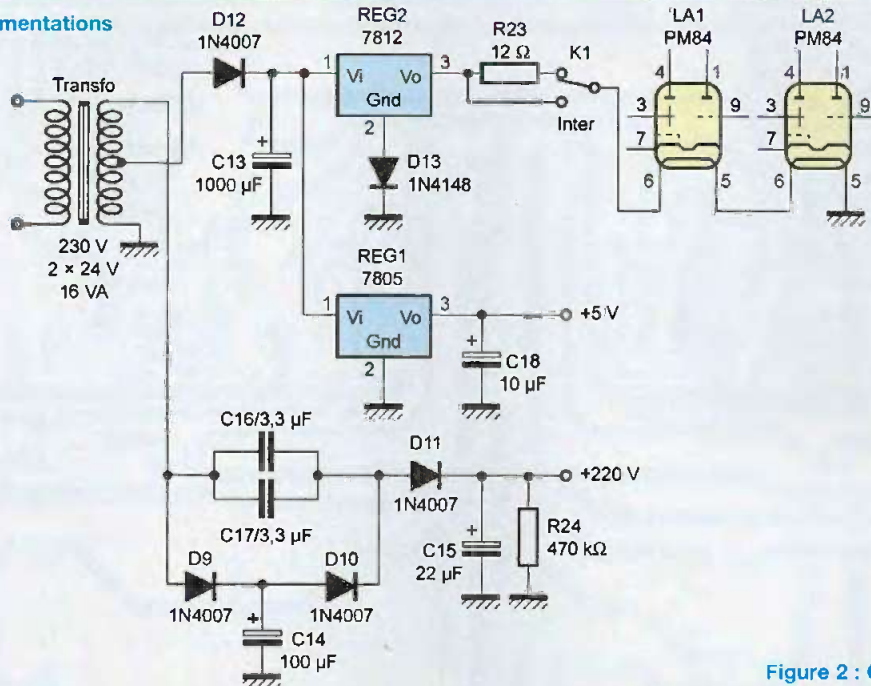 mentations
D12
1N4007
REG2
7812
R23
12 Ω
K1
LA1
PM84
LA2
PM84
Transfo
1
Vi
Vo
3
Gnd
2
Inter
4
1
3
9
7
6
5
4
1
3
9
7
6
5
C13
+
1000 µF
D13
1N4148
230 V
2 × 24 V
16 VA
REG1
7805
1
Vi
Vo
3
Gnd
2
+5 V
+
C18
10 µF
C16/3,3 µF
C17/3,3 µF
D11
1N4007
+220 V
R24
470 kΩ
+
C15
22 µF
D9
1N4007
D10
1N4007
+
C14
100 µF
Figure 2 :